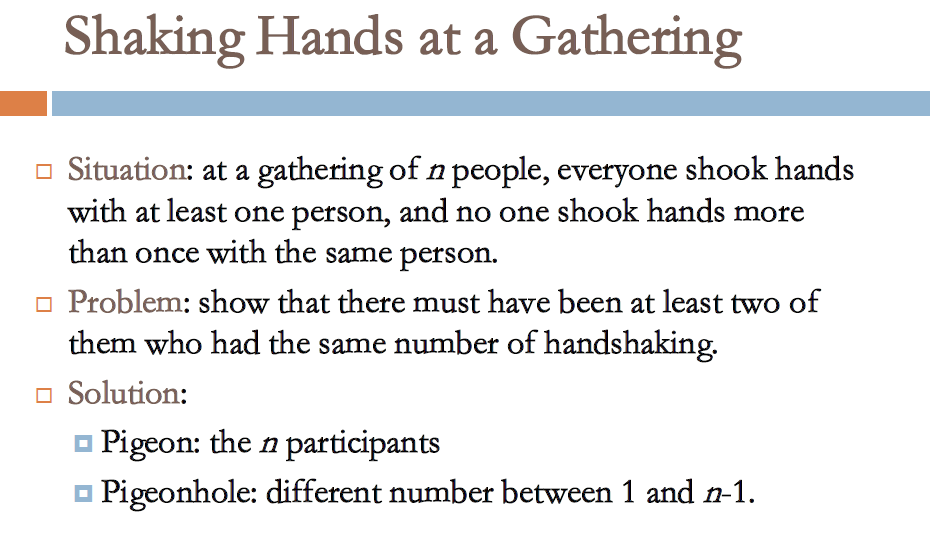 Shaking Hands at a Gathering
Situation: at a gathering of n people, everyone shook hands
with at least one person, and no one shook hands more
than once with the same person.
Problem: show that there must have been at least two of
them who had the same number of handshaking.
Solution:
Pigeon: the n participants
Pigeonhole: different number between 1 and n-1.